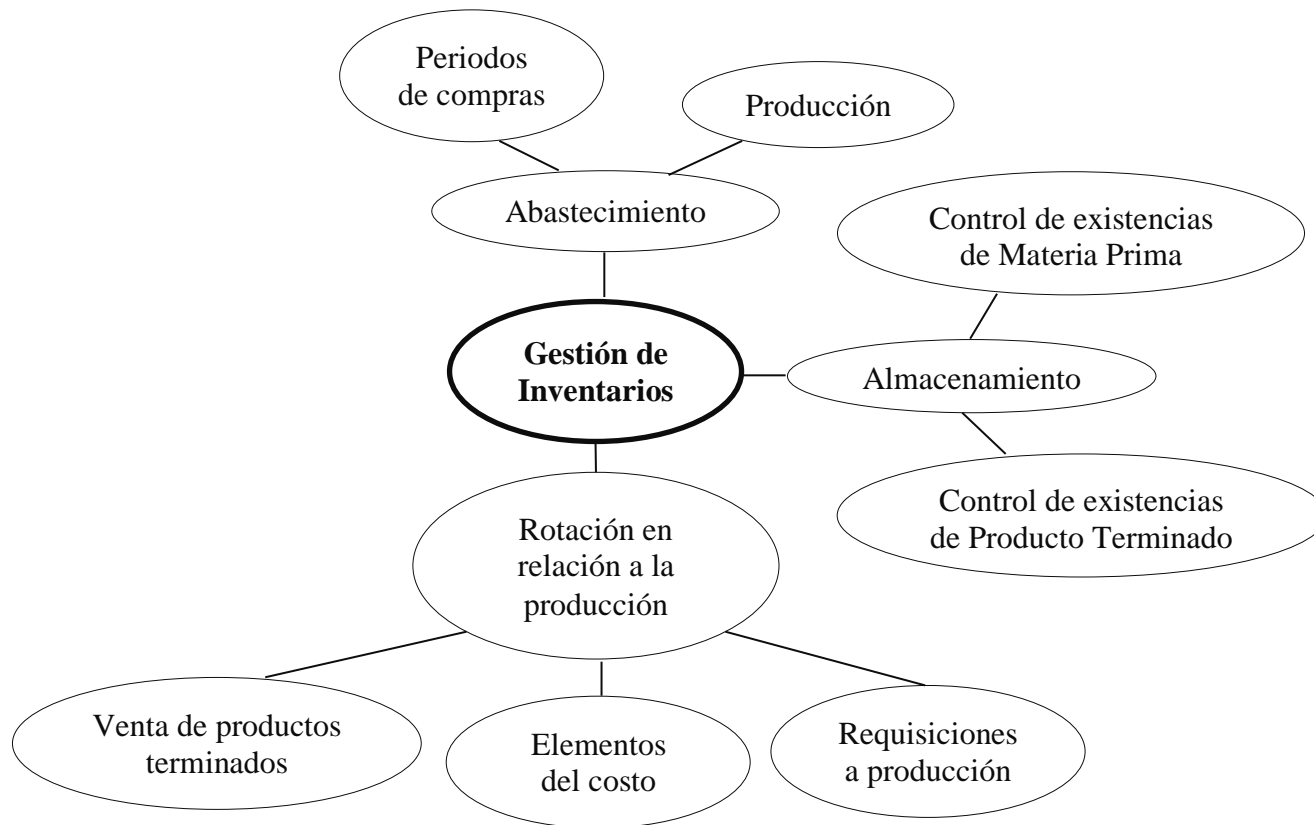 Periodos
de compras
Producción
Abastecimiento
Control de existencias
de Materia Prima
Gestión de
Inventarios
Almacenamiento
Control de existencias
de Producto Terminado
Rotación en
relación a la
producción
Venta de productos
terminados
Elementos
del costo
Requisiciones
a producción